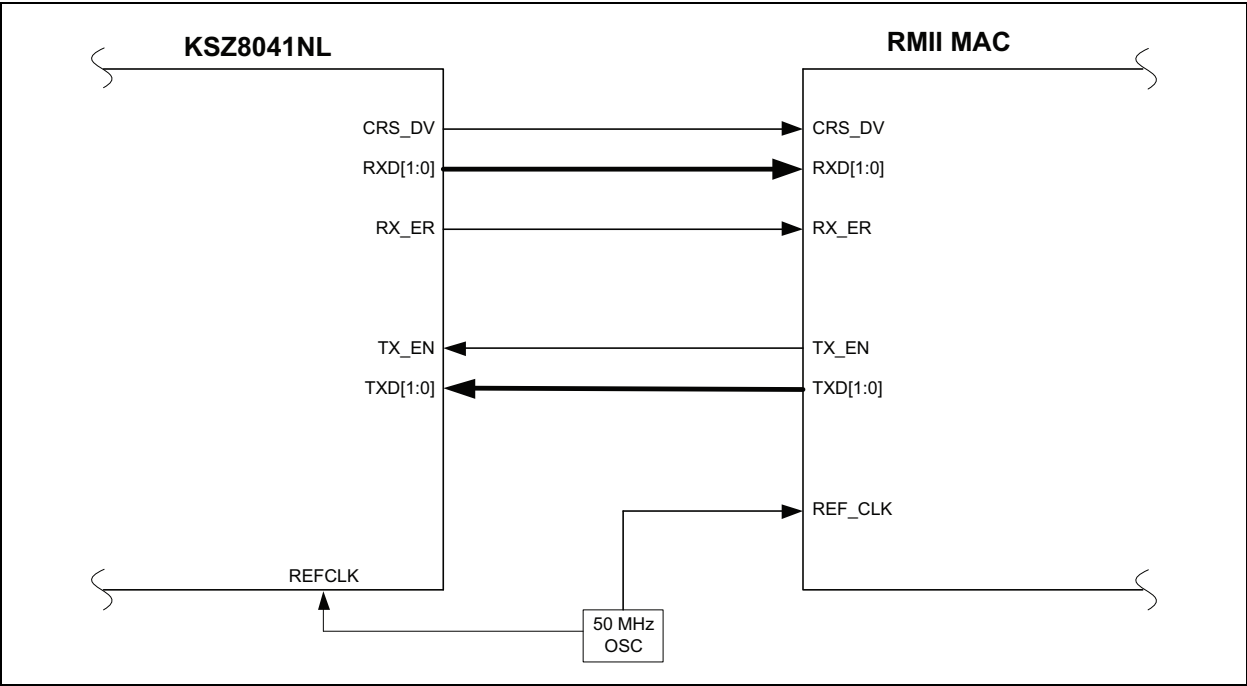 KSZ8041NL
RMII MAC
CRS_DV
CRS_DV
RXD[1:0]
RXD[1:0]
RX_ER
RX_ER
TX_EN
TX_EN
TXD[1:0]
TXD[1:0]
REF_CLK
REFCLK
50 MHz
OSC